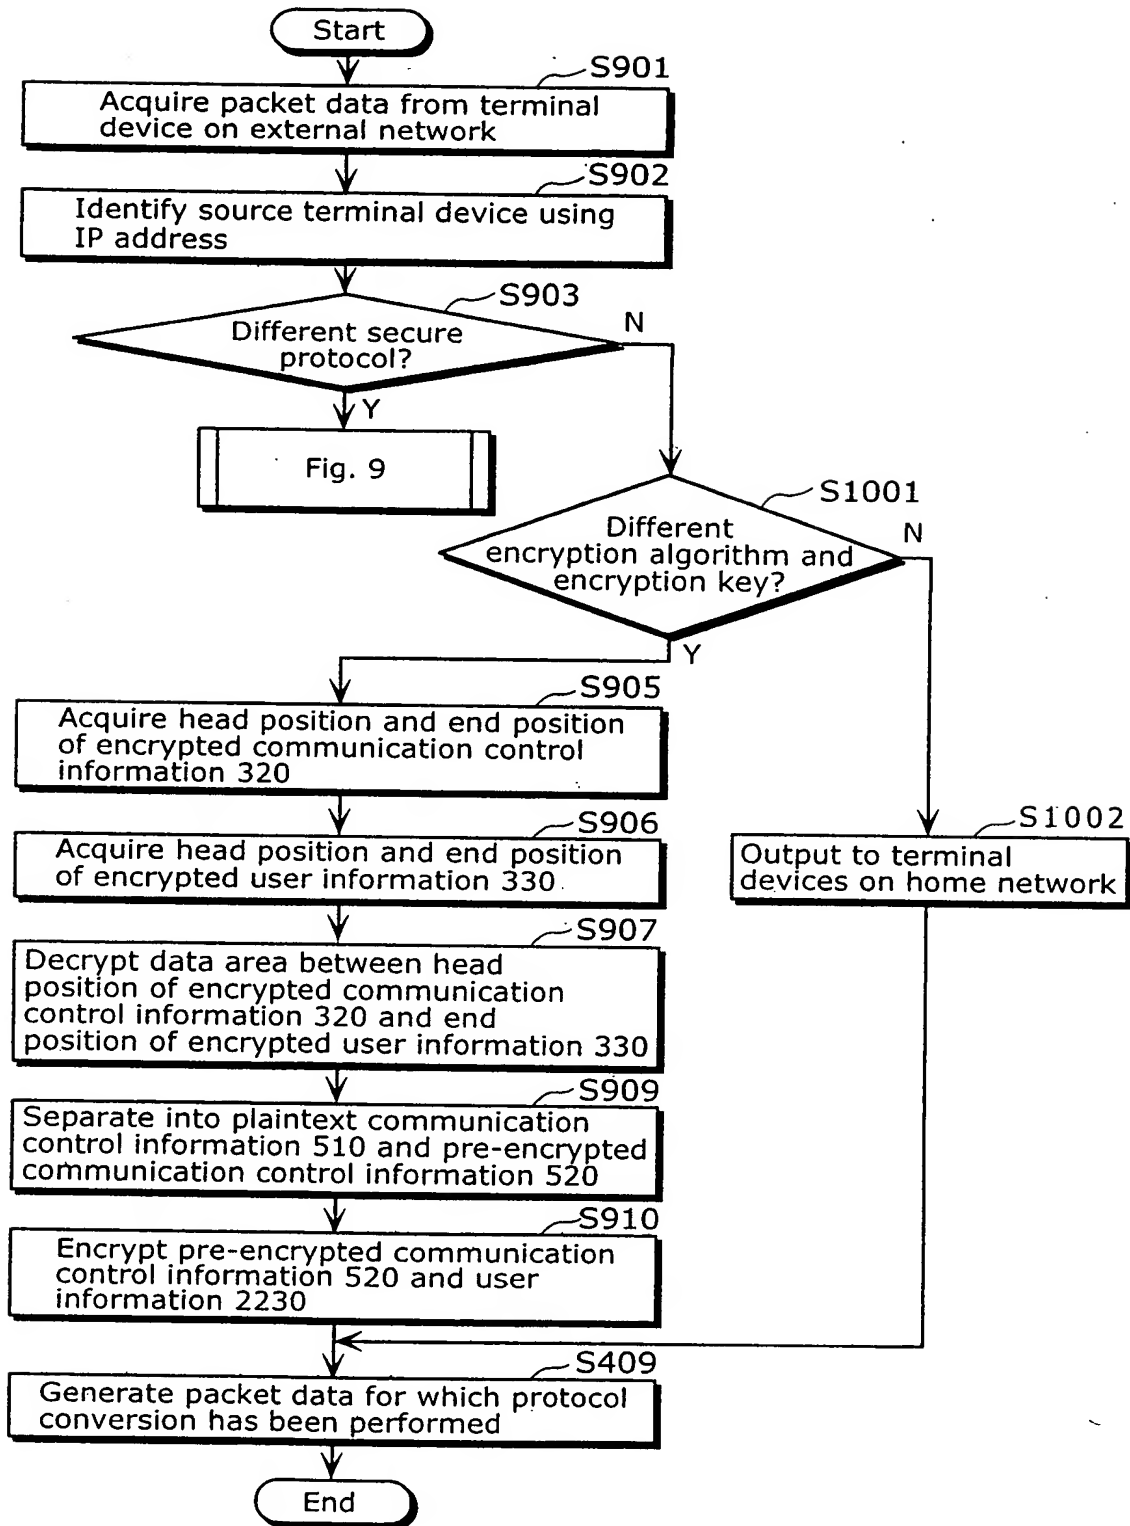 Start
S901
Acquire packet data from terminal
device on external network
S902
Identify source terminal device using
IP address
S903
Different secure
protocol?
N
Y
Fig. 9
S1001
Different
encryption algorithm and
encryption key?
N
Y
S905
Acquire head position and end position
of encrypted communication control
information 320
S906
Acquire head position and end position
of encrypted user information 330
S1002
Output to terminal
devices on home network
S907
Decrypt data area between head
position of encrypted communication
control information 320 and end
position of encrypted user information 330
S909
Separate into plaintext communication
control information 510 and pre-encrypted
communication control information 520
S910
Encrypt pre-encrypted communication
control information 520 and user
information 2230
S409
Generate packet data for which protocol
conversion has been performed
End